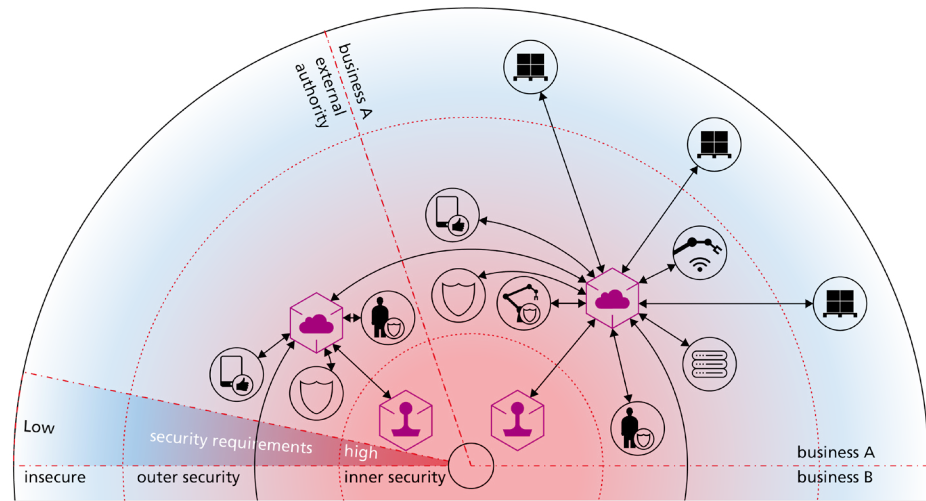 business A
external
authority
Low
security requirements
high
insecure
outer security
inner security
business A
business B